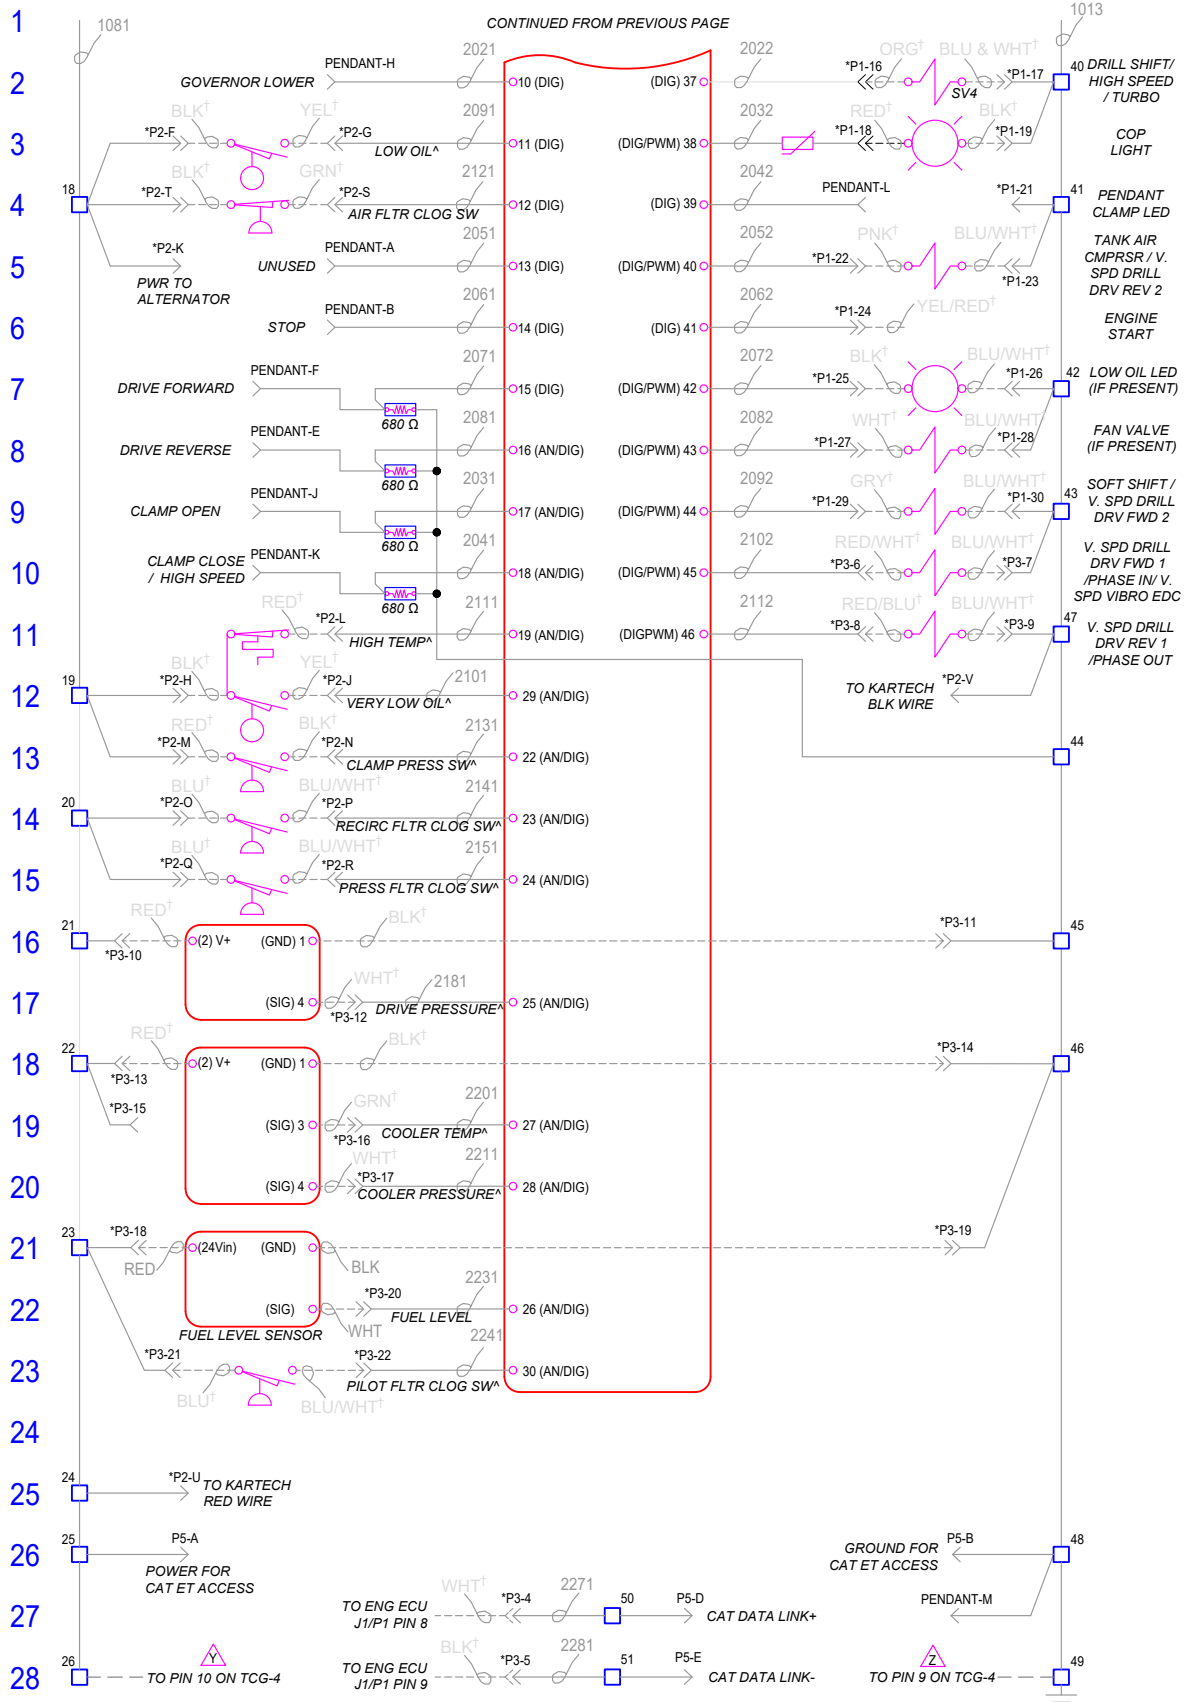 1
1081
CONTINUED FROM PREVIOUS PAGE
1013
2
GOVERNOR LOWER
PENDANT-H
2021
10 (DIG)
(DIG) 37
2022
*P1-16
ORG†
SV4
BLU & WHT†
*P1-17
40
DRILL SHIFT/
HIGH SPEED
/ TURBO
3
*P2-F
BLK†
YEL†
*P2-G
LOW OIL^
2091
11 (DIG)
(DIG/PWM) 38
2032
*P1-18
RED†
BLK†
*P1-19
COP
LIGHT
4
18
*P2-T
BLK†
GRN†
*P2-S
AIR FLTR CLOG SW
2121
12 (DIG)
(DIG) 39
2042
PENDANT-L
*P1-21
41
PENDANT
CLAMP LED
5
*P2-K
PWR TO
ALTERNATOR
UNUSED
PENDANT-A
2051
13 (DIG)
(DIG/PWM) 40
2052
*P1-22
PNK†
BLU/WHT†
*P1-23
TANK AIR
CMPRSR / V.
SPD DRILL
DRV REV 2
6
STOP
PENDANT-B
2061
14 (DIG)
(DIG) 41
2062
*P1-24
YEL/RED†
ENGINE
START
7
DRIVE FORWARD
PENDANT-F
680 Ω
2071
15 (DIG)
(DIG/PWM) 42
2072
*P1-25
BLK†
BLU/WHT†
*P1-26
42
LOW OIL LED
(IF PRESENT)
8
DRIVE REVERSE
PENDANT-E
680 Ω
2081
16 (AN/DIG)
(DIG/PWM) 43
2082
*P1-27
WHT†
BLU/WHT†
*P1-28
FAN VALVE
(IF PRESENT)
9
CLAMP OPEN
PENDANT-J
680 Ω
2031
17 (AN/DIG)
(DIG/PWM) 44
2092
*P1-29
GRY†
BLU/WHT†
*P1-30
43
SOFT SHIFT /
V. SPD DRILL
DRV FWD 2
10
CLAMP CLOSE
/ HIGH SPEED
PENDANT-K
680 Ω
2041
18 (AN/DIG)
(DIG/PWM) 45
2102
*P3-6
RED/WHT†
BLU/WHT†
*P3-7
V. SPD DRILL
DRV FWD 1
/PHASE IN/ V.
SPD VIBRO EDC
11
RED†
*P2-L
HIGH TEMP^
2111
19 (AN/DIG)
(DIGPWM) 46
2112
*P3-8
RED/BLU†
BLU/WHT†
*P3-9
47
V. SPD DRILL
DRV REV 1
/PHASE OUT
12
19
*P2-H
BLK†
YEL†
*P2-J
VERY LOW OIL^
2101
29 (AN/DIG)
TO KARTECH
BLK WIRE
*P2-V
13
*P2-M
RED†
BLK†
*P2-N
CLAMP PRESS SW^
2131
22 (AN/DIG)
44
14
20
*P2-O
BLU†
BLU/WHT†
*P2-P
RECIRC FLTR CLOG SW^
2141
23 (AN/DIG)
15
*P2-Q
BLU†
BLU/WHT†
*P2-R
PRESS FLTR CLOG SW^
2151
24 (AN/DIG)
16
21
*P3-10
RED†
(2) V+
(GND) 1
BLK†
*P3-11
45
17
(SIG) 4
WHT†
*P3-12
2181
DRIVE PRESSURE^
25 (AN/DIG)
18
22
*P3-13
RED†
(2) V+
(GND) 1
BLK†
*P3-14
46
19
*P3-15
(SIG) 3
GRN†
*P3-16
2201
COOLER TEMP^
27 (AN/DIG)
20
(SIG) 4
WHT†
*P3-17
2211
COOLER PRESSURE^
28 (AN/DIG)
21
23
*P3-18
RED
(24Vin)
(GND)
BLK
*P3-19
22
(SIG)
WHT
*P3-20
2231
FUEL LEVEL
26 (AN/DIG)
FUEL LEVEL SENSOR
23
*P3-21
BLU†
BLU/WHT†
*P3-22
2241
PILOT FLTR CLOG SW^
30 (AN/DIG)
24
25
24
*P2-U
TO KARTECH
RED WIRE
26
25
P5-A
POWER FOR
CAT ET ACCESS
GROUND FOR
CAT ET ACCESS
P5-B
48
27
TO ENG ECU
J1/P1 PIN 8
WHT†
*P3-4
2271
50
P5-D
CAT DATA LINK+
PENDANT-M
28
26
Y
TO PIN 10 ON TCG-4
TO ENG ECU
J1/P1 PIN 9
BLK†
*P3-5
2281
51
P5-E
CAT DATA LINK-
Z
TO PIN 9 ON TCG-4
49